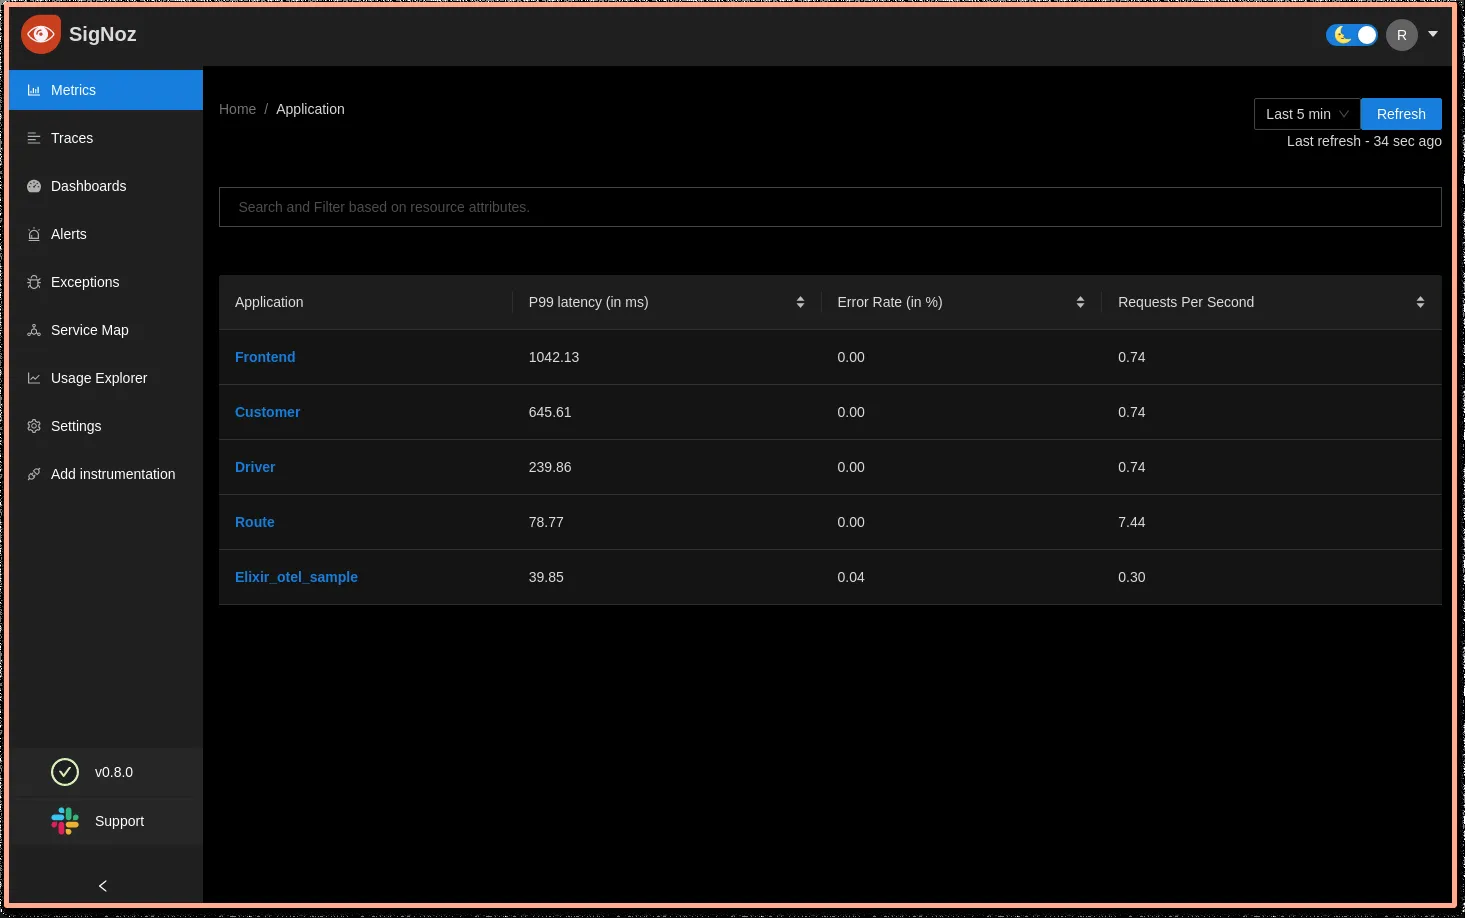 SigNoz
R
Metrics
Traces
Dashboards
Alerts
Exceptions
Service Map
Usage Explorer
Settings
Add instrumentation
v0.8.0
Support
Home / Application
Last 5 min
Refresh
Last refresh - 34 sec ago
Search and Filter based on resource attributes.
Application P99 latency (in ms) Error Rate (in %) Requests Per Second
Frontend 1042.13 0.00 0.74
Customer 645.61 0.00 0.74
Driver 239.86 0.00 0.74
Route 78.77 0.00 7.44
Elixir_otel_sample 39.85 0.04 0.30